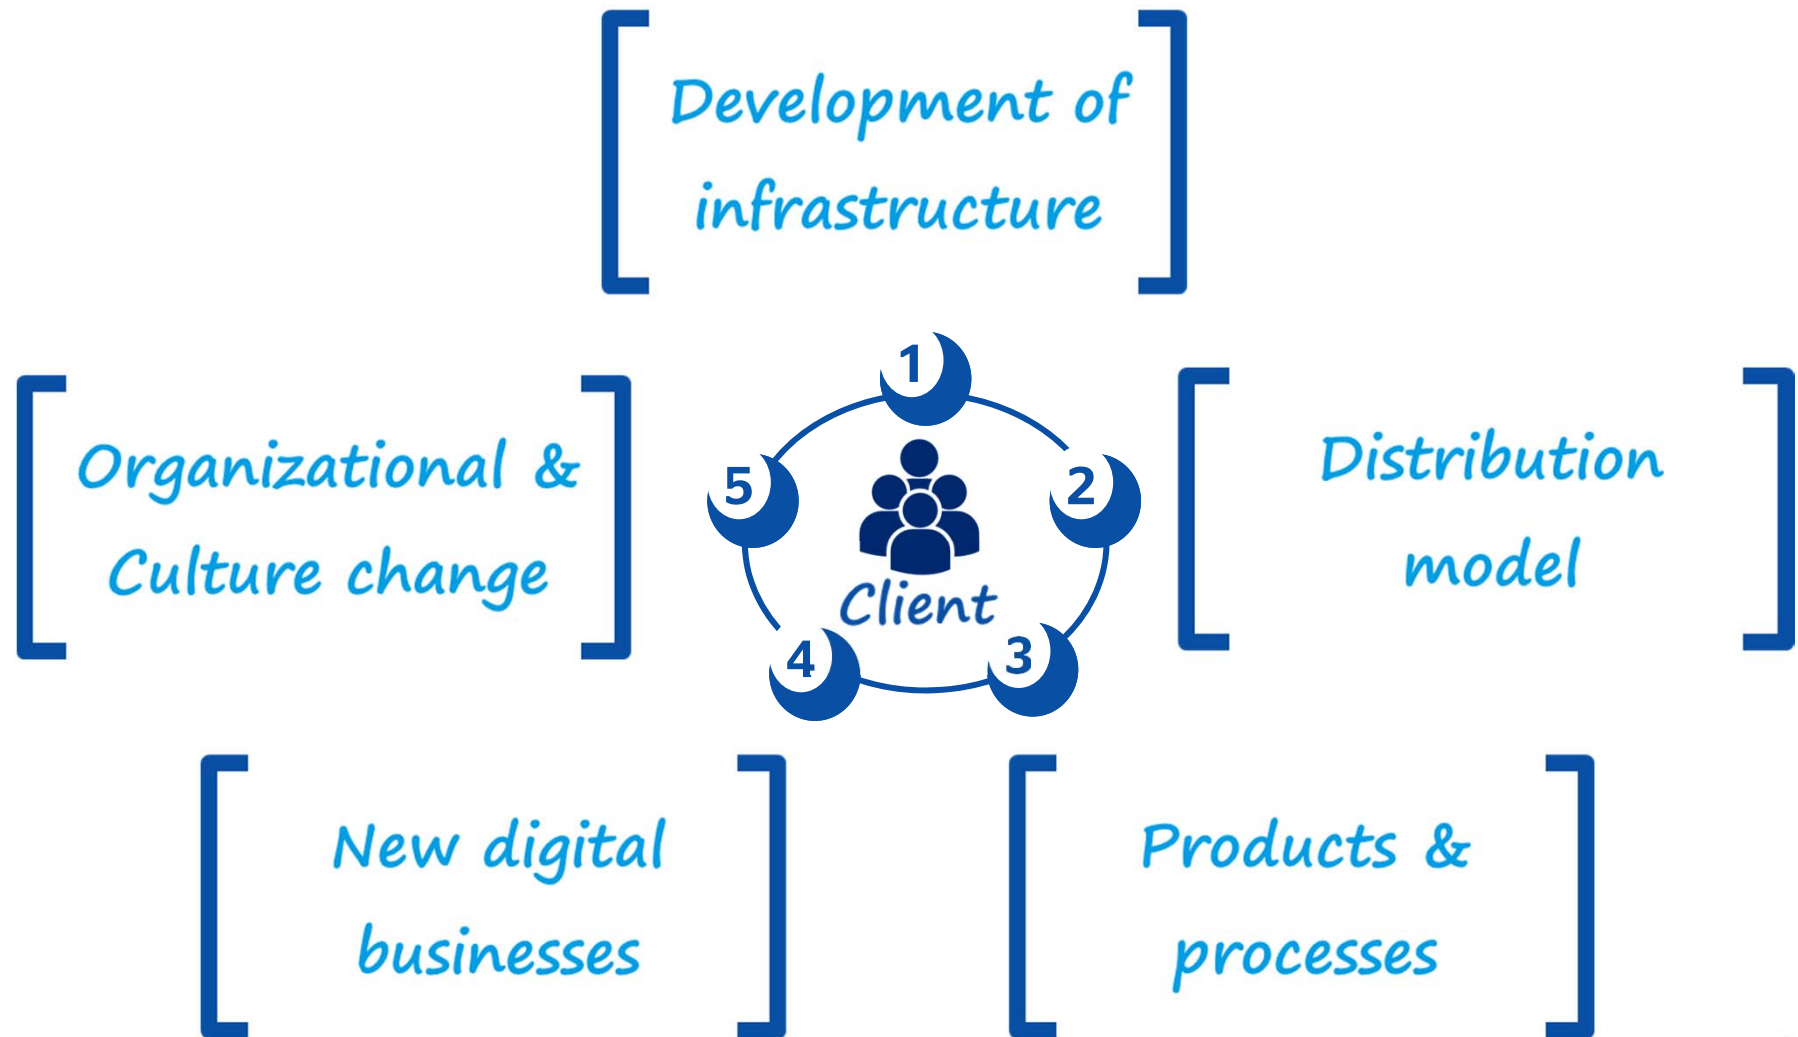 Development of
infrastructure
1
Organizational &
Culture change
5
2
Distribution
model
Client
4
3
New digital
businesses
Products &
processes